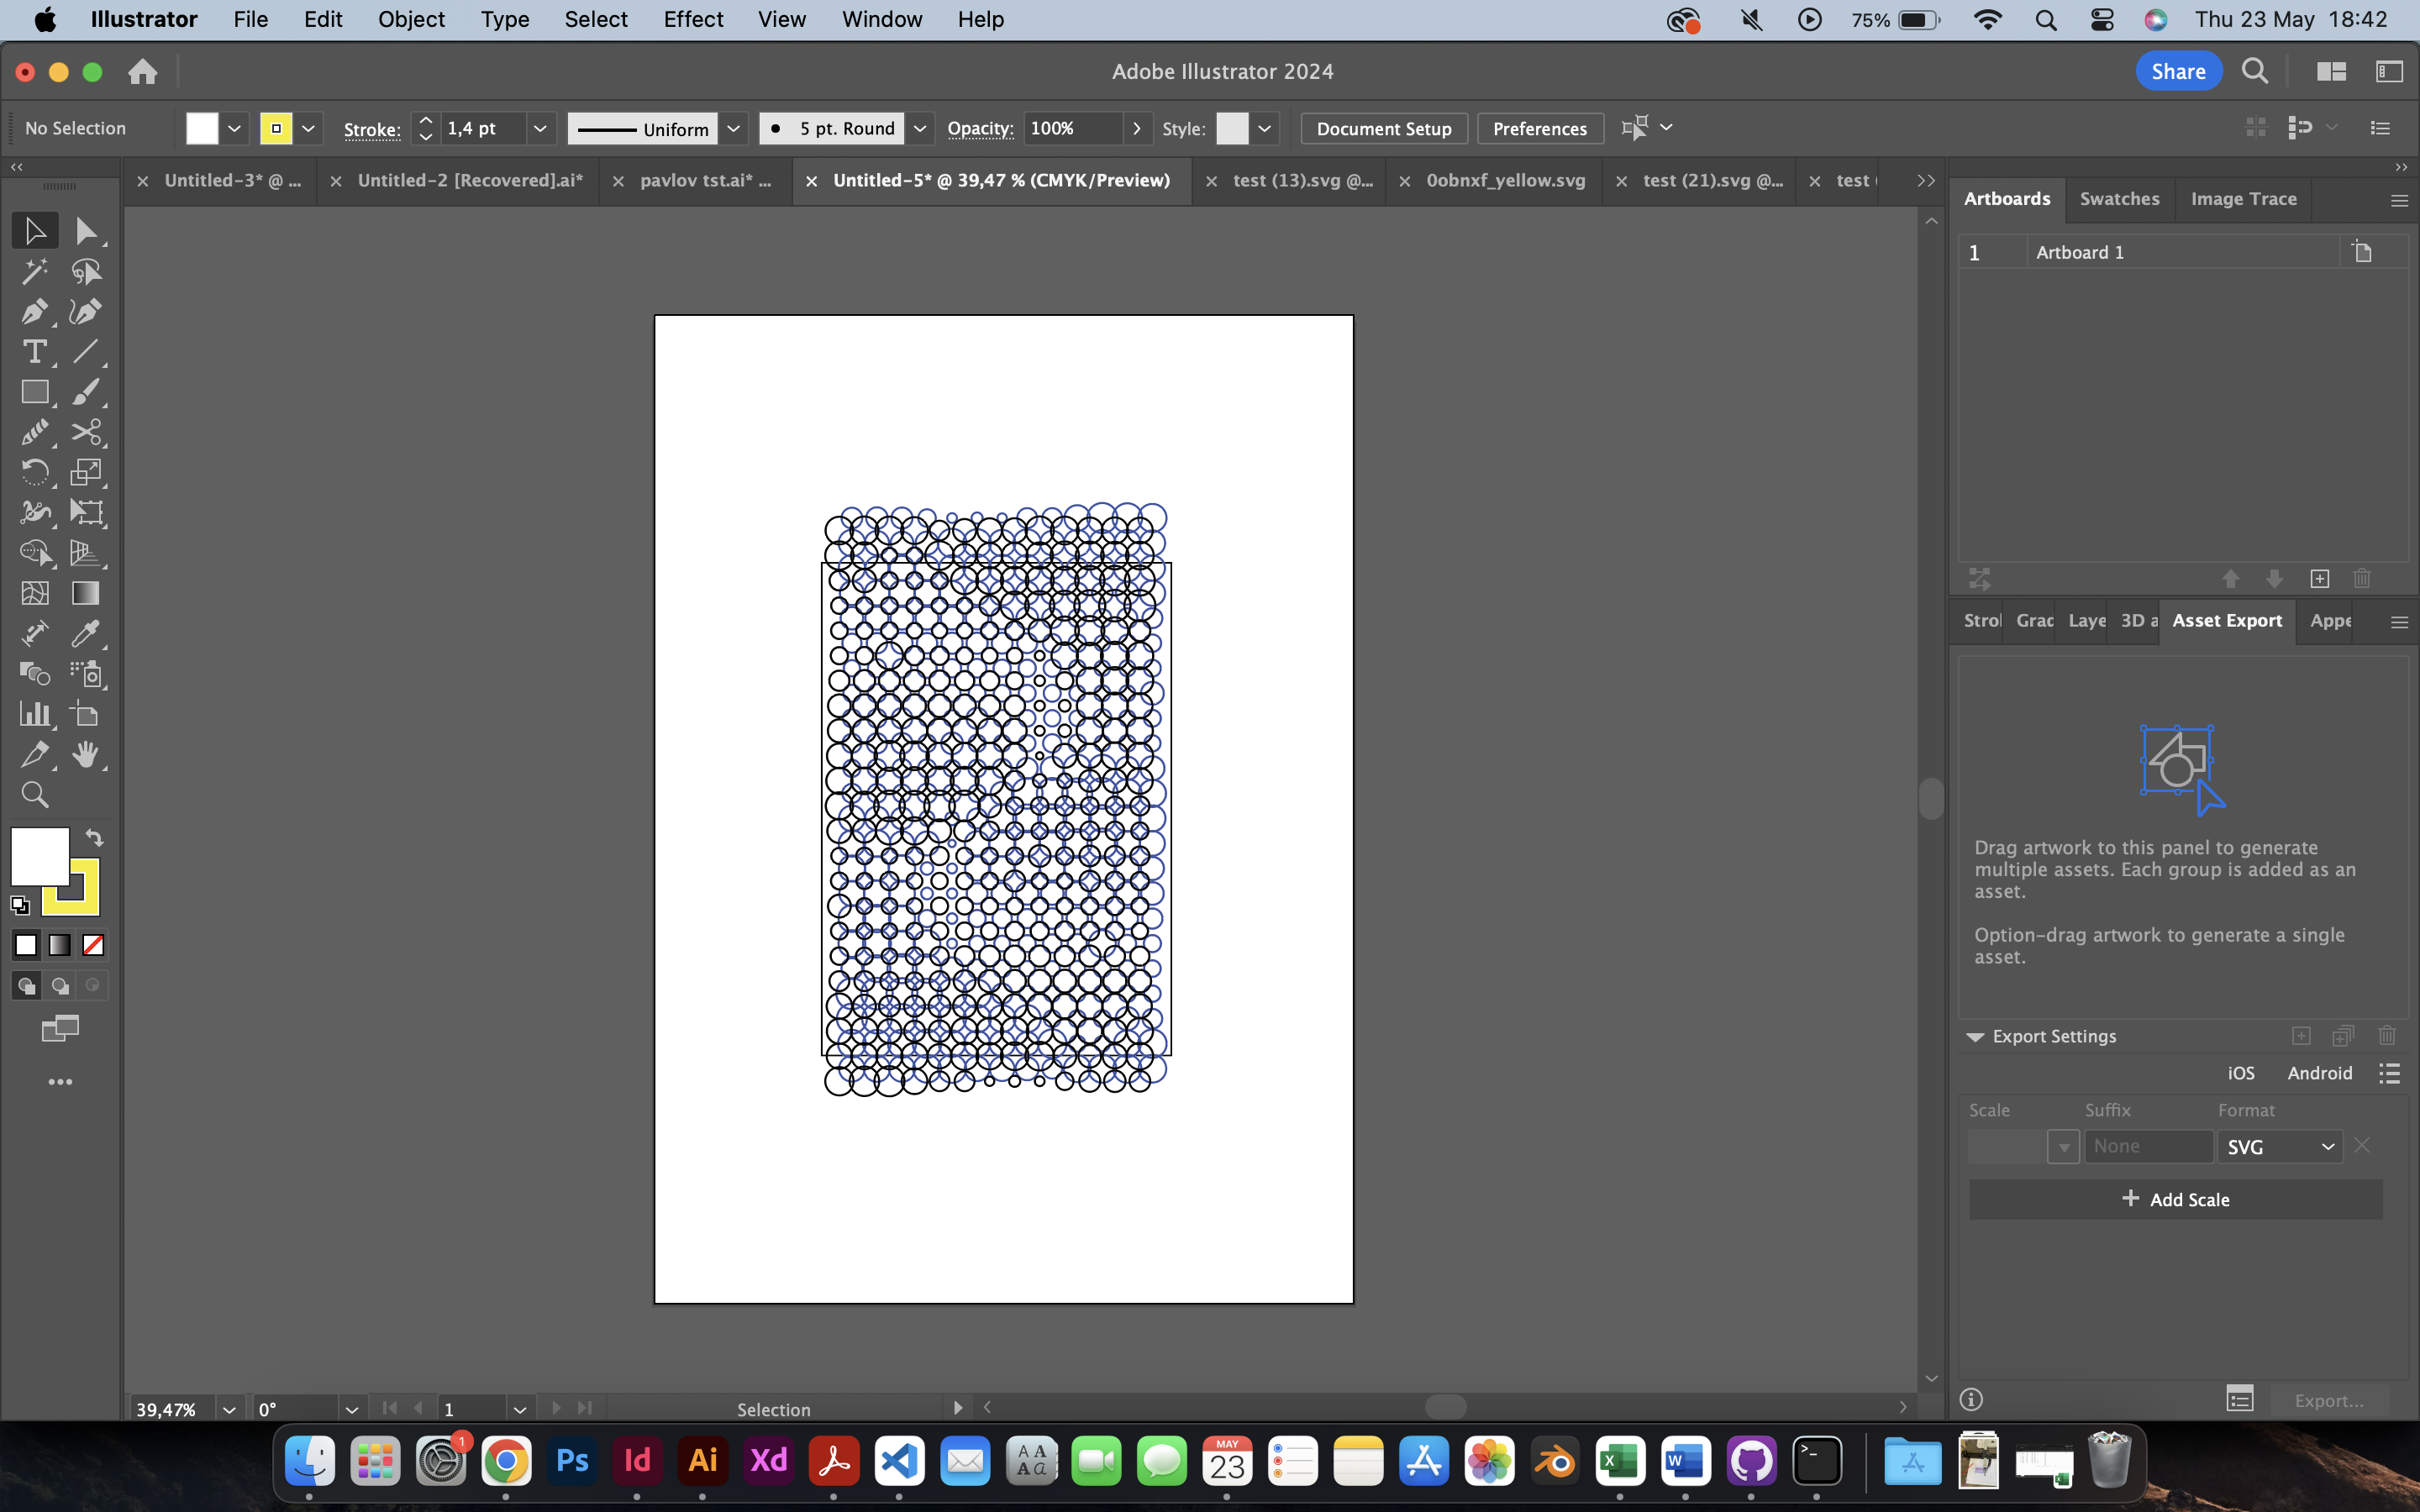 Illustrator File Edit Object Type Select Effect View Window Help 75% Thu 23 May 18:42
Adobe Illustrator 2024 Share
No Selection Stroke: 1,4 pt Uniform 5 pt. Round Opacity: 100% Style: Document Setup Preferences
Untitled-3* @ ... Untitled-2 [Recovered].ai* pavlov tst.ai* ... Untitled-5* @ 39,47 % (CMYK/Preview) test (13).svg @... 0obnxf_yellow.svg test (21).svg @... test
Artboards Swatches Image Trace
1 Artboard 1
Stro Grad Laye 3D a Asset Export Appe
Drag artwork to this panel to generate
multiple assets. Each group is added as an
asset.
Option-drag artwork to generate a single
asset.
Export Settings
iOS Android
Scale Suffix Format
None SVG
+ Add Scale
39,47% 0° 1 Selection
Export...
1
Ps Id Ai Xd
MAY
23
A A
A a
X W